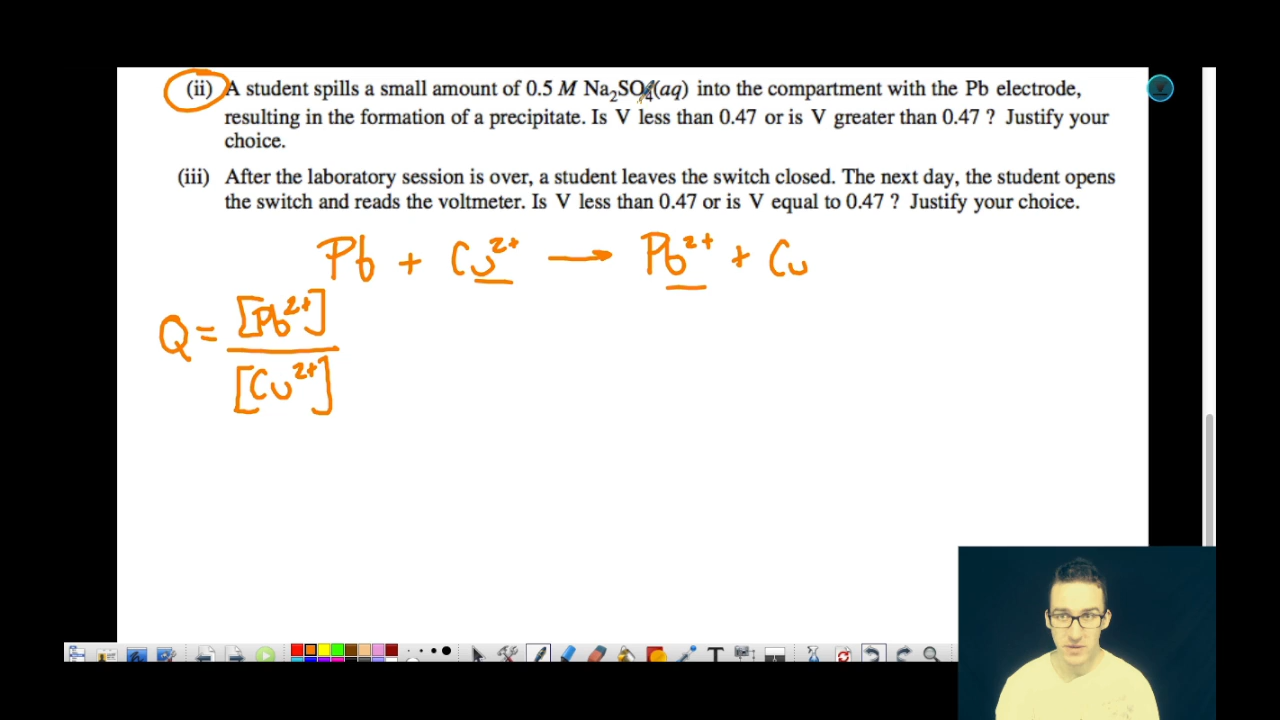 (ii) A student spills a small amount of 0.5 M Na₂SO₄(aq) into the compartment with the Pb electrode,
resulting in the formation of a precipitate. Is V less than 0.47 or is V greater than 0.47 ? Justify your
choice.
(iii) After the laboratory session is over, a student leaves the switch closed. The next day, the student opens
the switch and reads the voltmeter. Is V less than 0.47 or is V equal to 0.47 ? Justify your choice.
Pb + Cu²⁺ → Pb²⁺ + Cu
Q = [Pb²⁺]
[Cu²⁺]